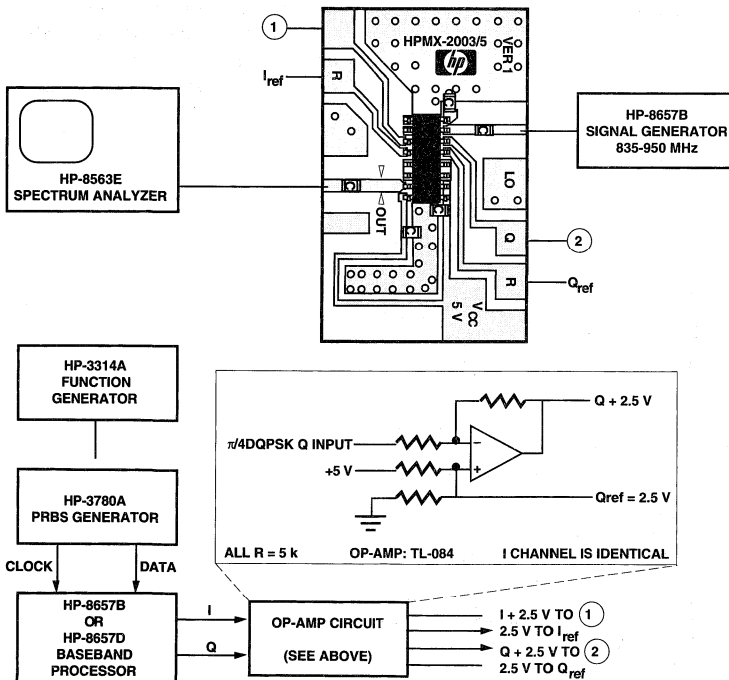 1
HPMX-2003/5
VER 1
hp
I ref
R
C
C
HP-8563E
SPECTRUM ANALYZER
HP-8657B
SIGNAL GENERATOR
835-950 MHz
C
OUT
C
C
LO
Q
2
R
Qref
VCC
5 V
HP-3314A
FUNCTION
GENERATOR
HP-3780A
PRBS GENERATOR
CLOCK
DATA
HP-8657B
OR
HP-8657D
BASEBAND
PROCESSOR
Q + 2.5 V
π/4DQPSK Q INPUT
−
+5 V
+
Qref = 2.5 V
ALL R = 5 k
OP-AMP: TL-084
I CHANNEL IS IDENTICAL
I
Q
OP-AMP CIRCUIT
(SEE ABOVE)
I + 2.5 V TO 1
2.5 V TO Iref
Q + 2.5 V TO 2
2.5 V TO Qref